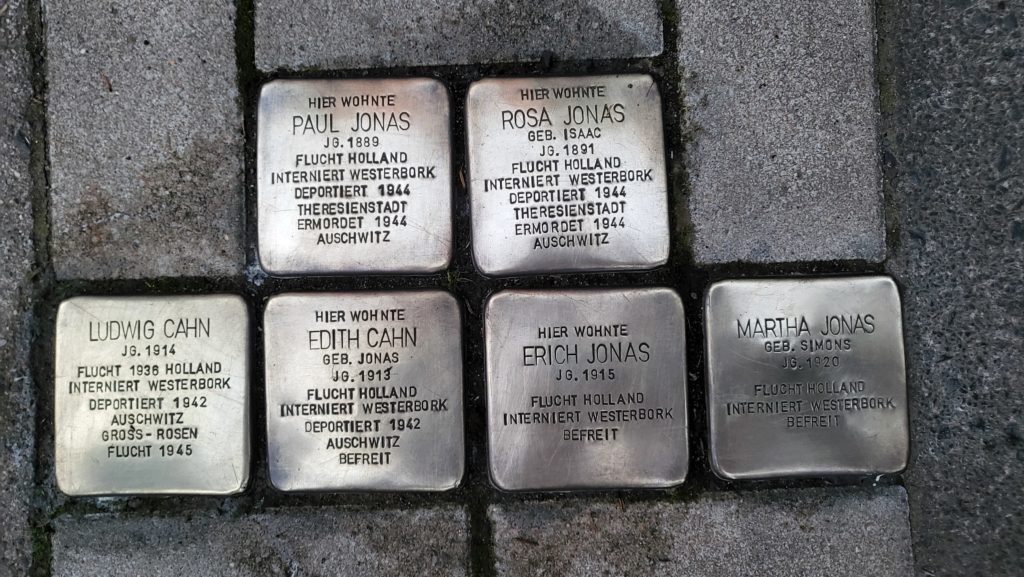 HIER WOHNTE
PAUL JONAS
JG. 1889
FLUCHT HOLLAND
INTERNIERT WESTERBORK
DEPORTIERT 1944
THERESIENSTADT
ERMORDET 1944
AUSCHWITZ
HIER WOHNTE
ROSA JONAS
GEB. ISAAC
JG. 1891
FLUCHT HOLLAND
INTERNIERT WESTERBORK
DEPORTIERT 1944
THERESIENSTADT
ERMORDET 1944
AUSCHWITZ
LUDWIG CAHN
JG. 1914
FLUCHT 1936 HOLLAND
INTERNIERT WESTERBORK
DEPORTIERT 1942
AUSCHWITZ
GROSS-ROSEN
FLUCHT 1945
HIER WOHNTE
EDITH CAHN
GEB. JONAS
JG. 1913
FLUCHT HOLLAND
INTERNIERT WESTERBORK
DEPORTIERT 1942
AUSCHWITZ
BEFREIT
HIER WOHNTE
ERICH JONAS
JG. 1915
FLUCHT HOLLAND
INTERNIERT WESTERBORK
BEFREIT
MARTHA JONAS
GEB. SIMONS
JG. 1920
FLUCHT HOLLAND
INTERNIERT WESTERBORK
BEFREIT